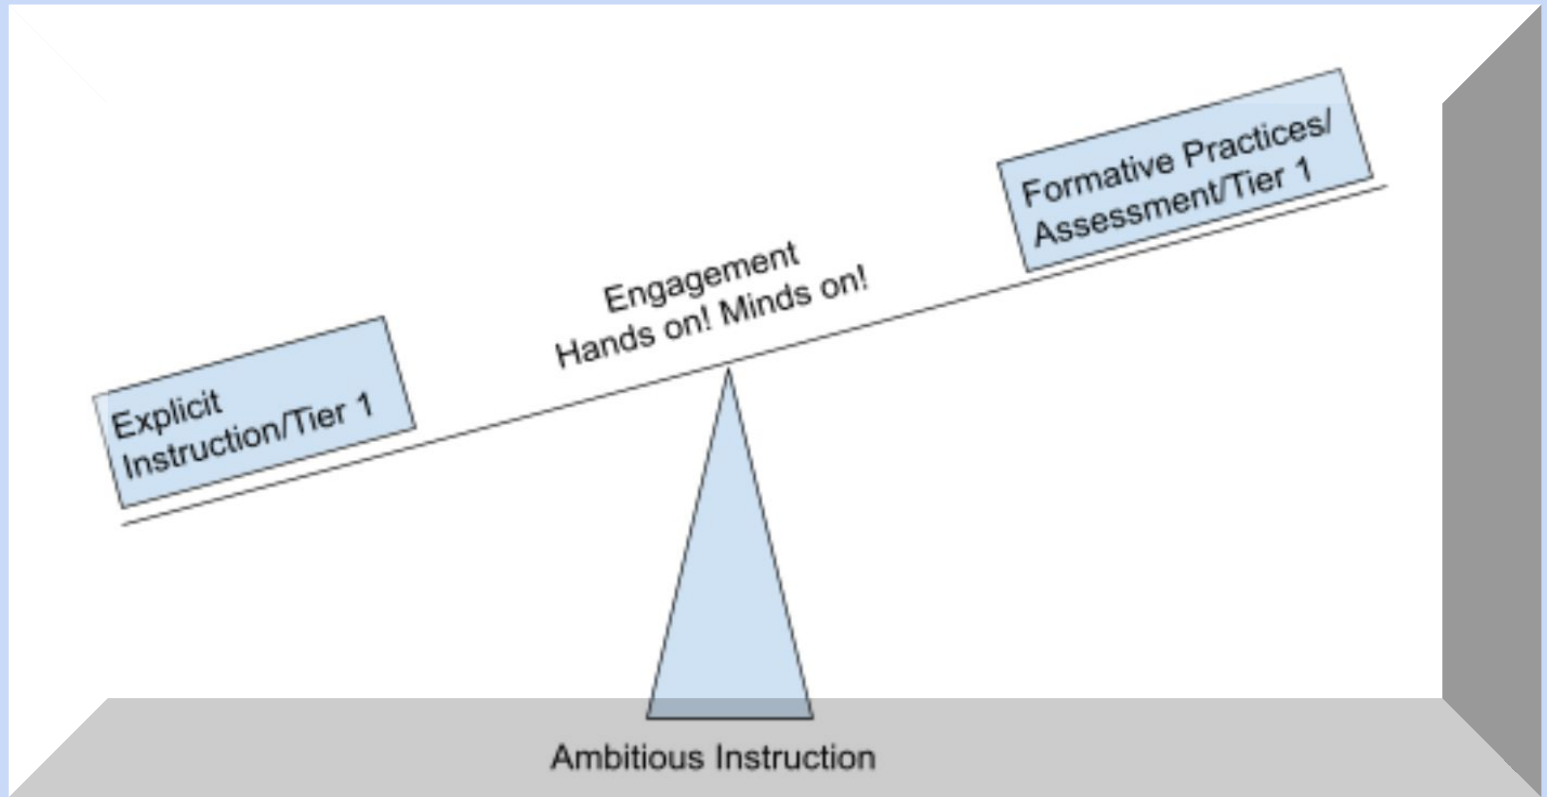 Formative Practices/
Assessment/Tier 1
Engagement
Hands on! Minds on!
Explicit
Instruction/Tier 1
Ambitious Instruction